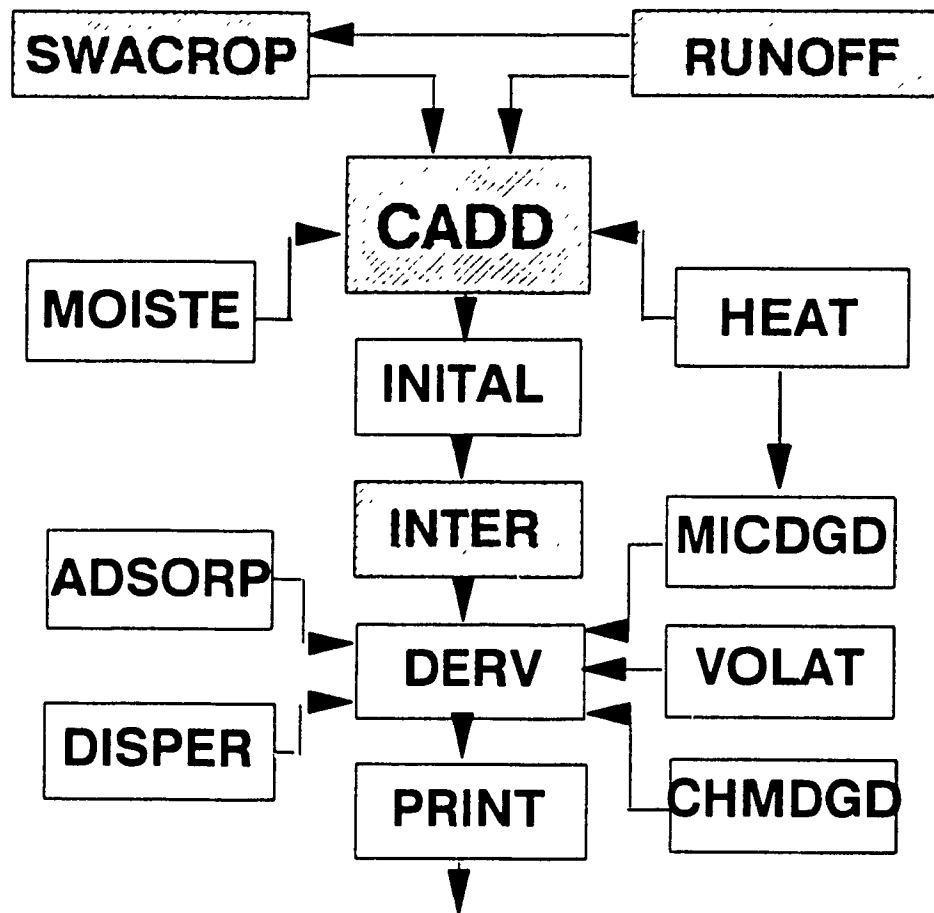 SWACROP
RUNOFF
CADD
MOISTE
HEAT
INITAL
INTER
MICDGD
ADSORP
DERV
VOLAT
DISPER
PRINT
CHMDGD